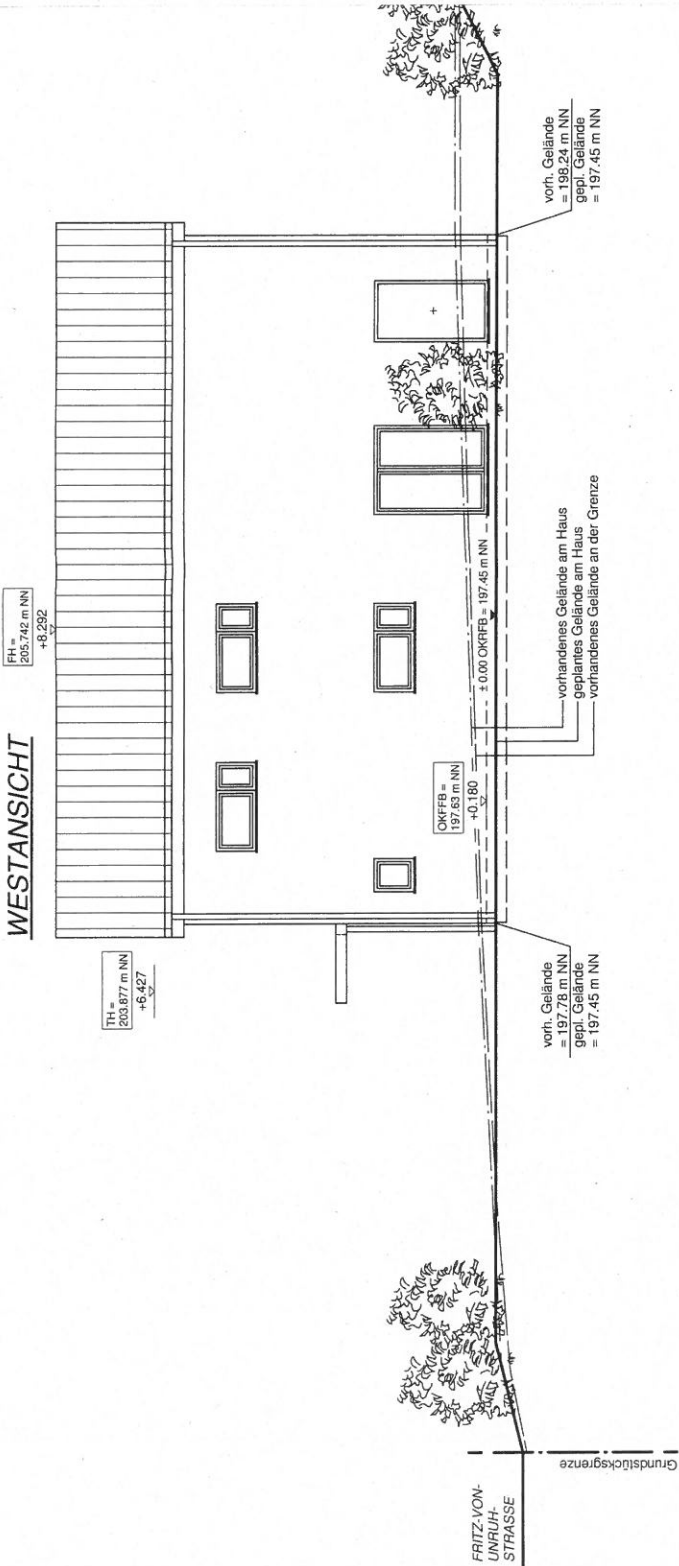 WESTANSICHT
FH =
205.742 m NN
+8.292
TH =
203.877 m NN
+6.427
OKFFB =
197.63 m NN
+0.180
± 0.00 OKRFB = 197.45 m NN
vorh. Gelände
= 197.78 m NN
gepl. Gelände
= 197.45 m NN
vorhandenes Gelände am Haus
geplantes Gelände am Haus
vorhandenes Gelände an der Grenze
vorh. Gelände
= 198.24 m NN
gepl. Gelände
= 197.45 m NN
FRITZ-VON-
UNRUH-
STRASSE
Grundstücksgrenze